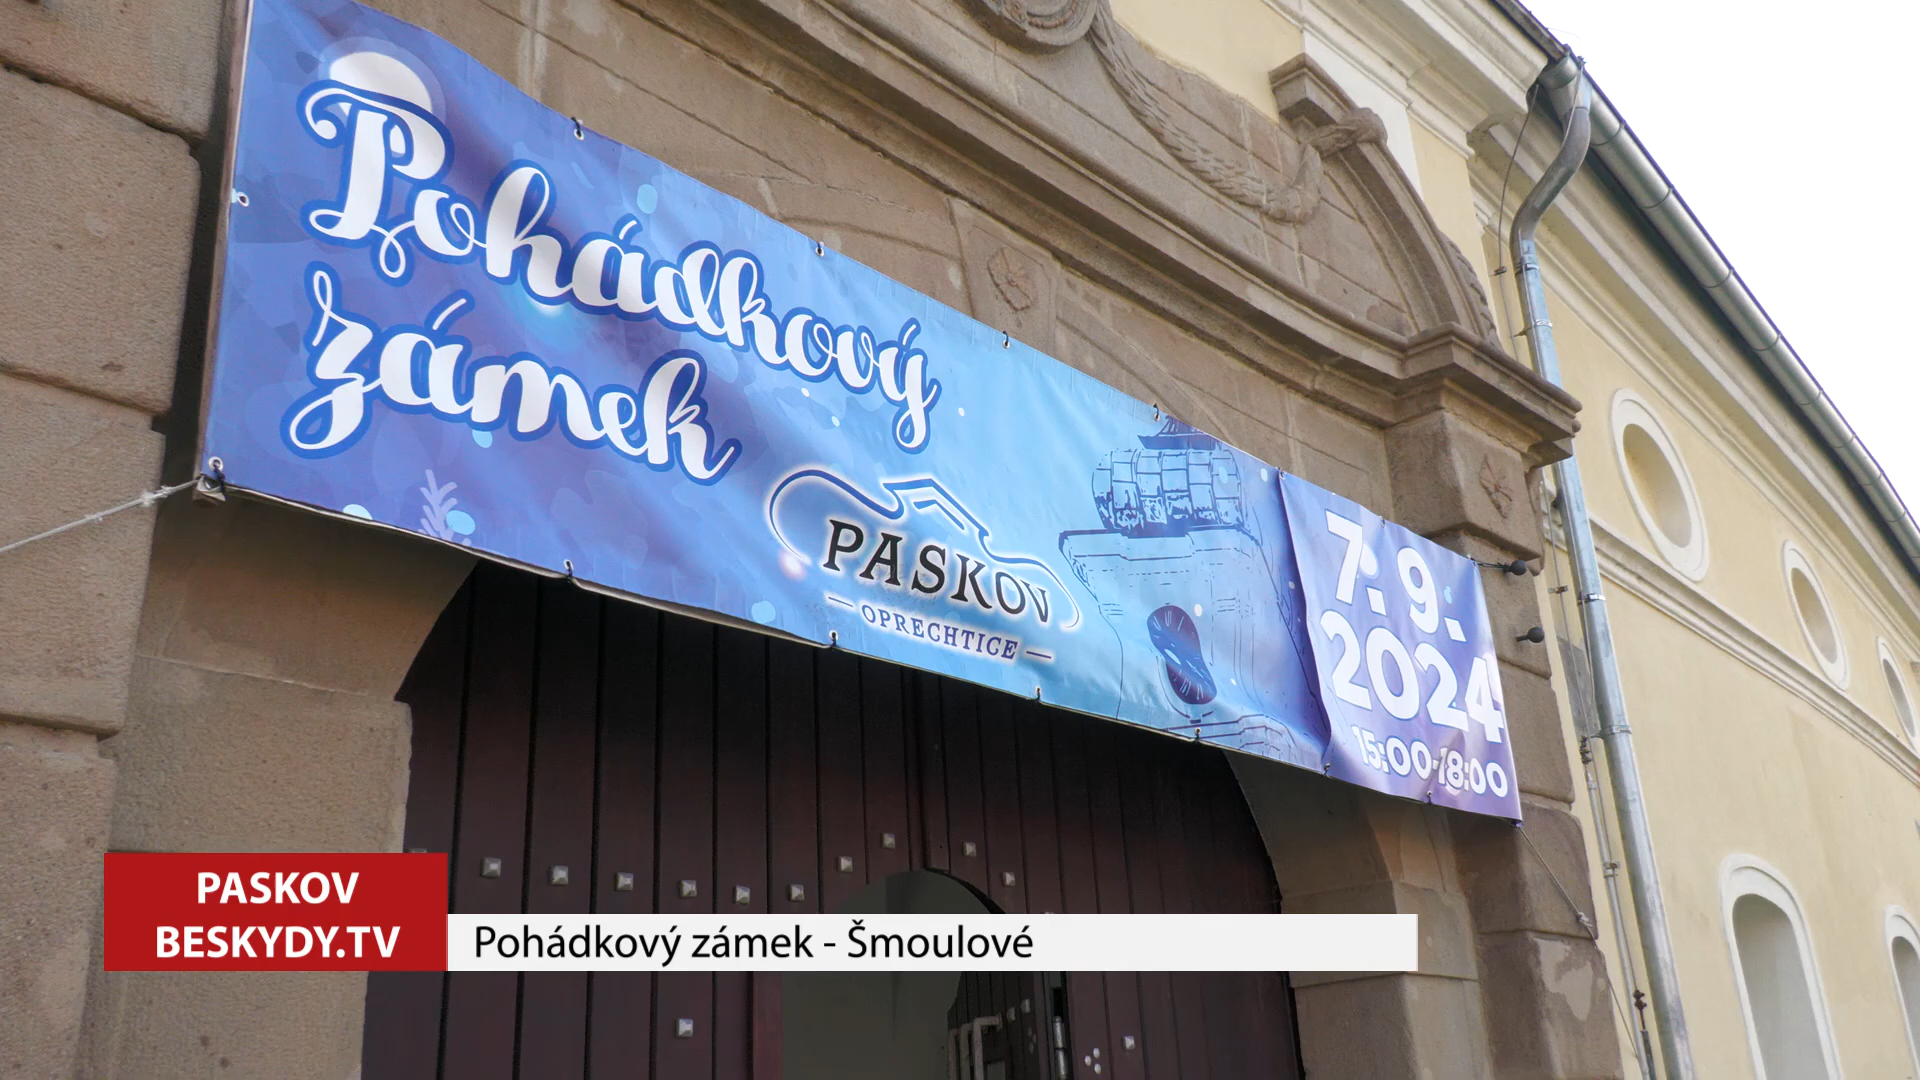 Pohádkový
zámek
PASKOV
— OPRECHTICE —
7. 9.
2024
15:00-18:00
PASKOV
BESKYDY.TV
Pohádkový zámek - Šmoulové